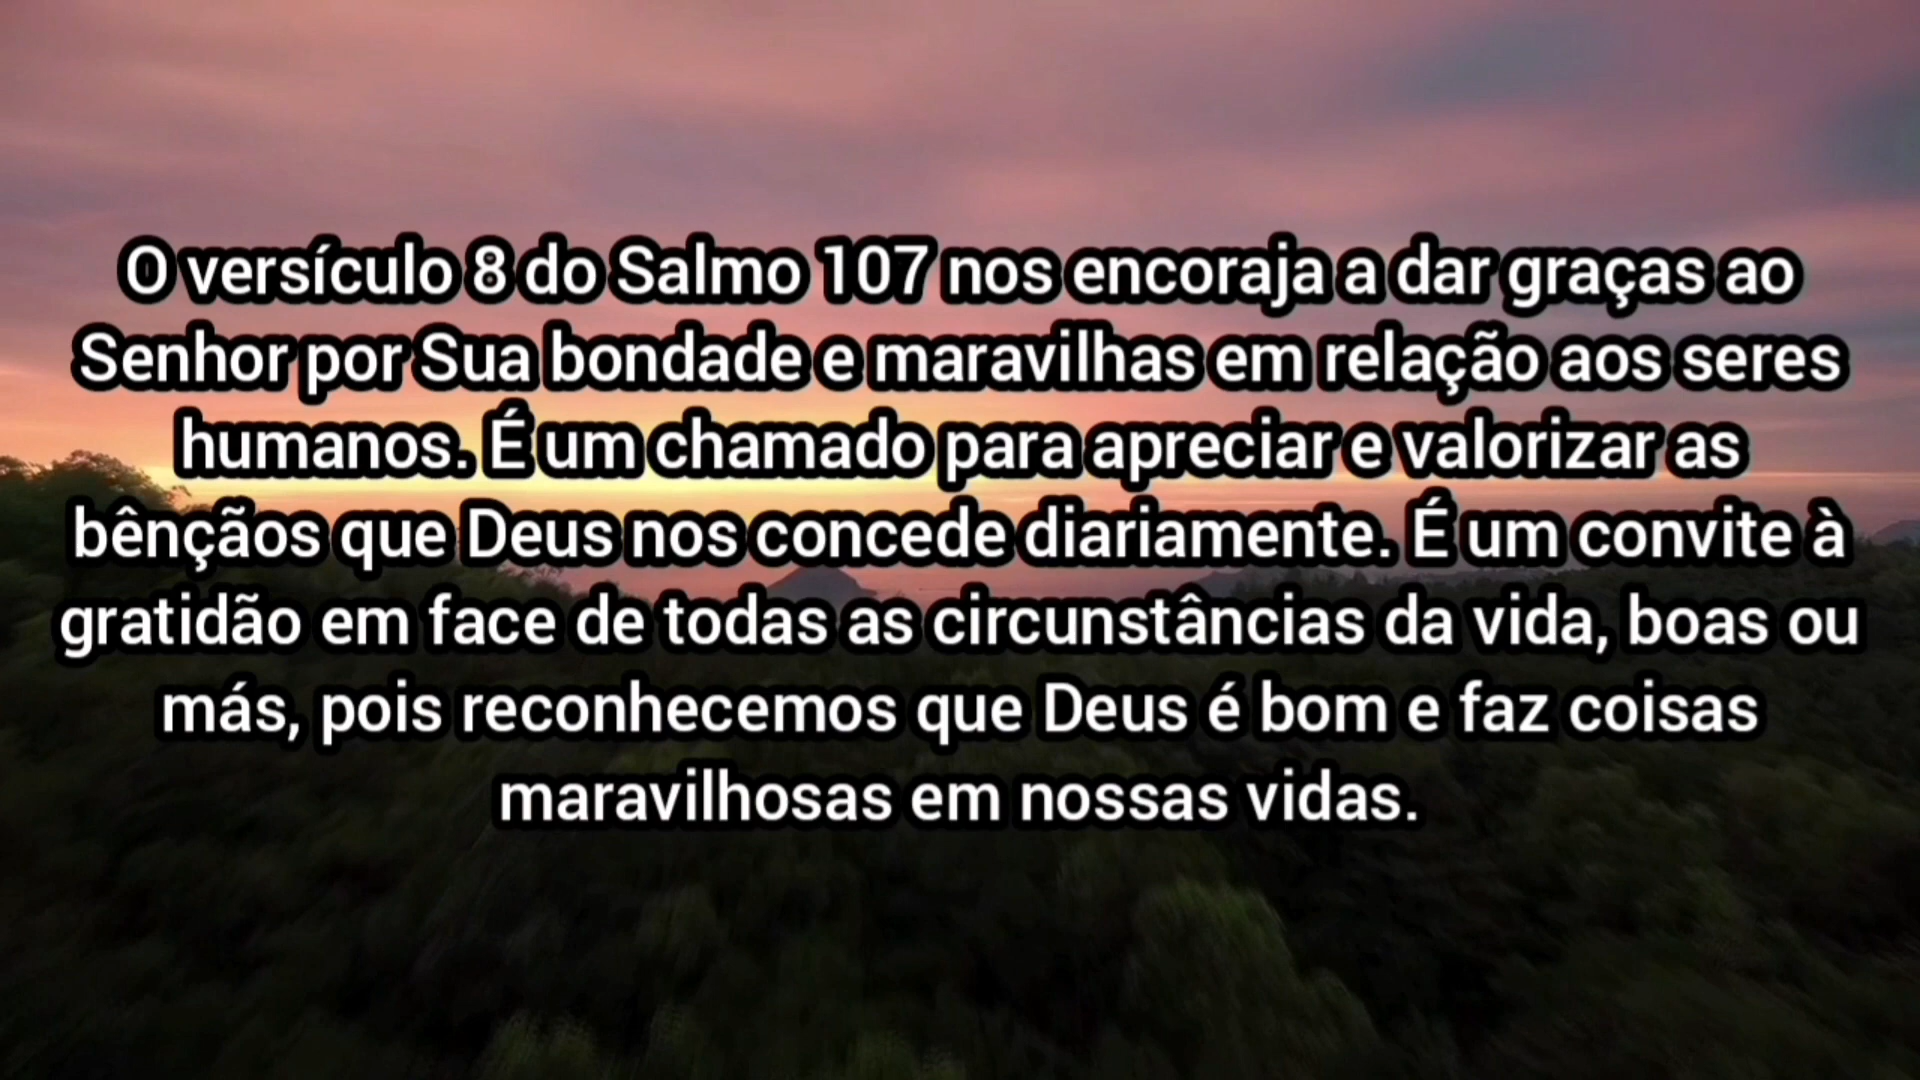 O versículo 8 do Salmo 107 nos encoraja a dar graças ao
Senhor por Sua bondade e maravilhas em relação aos seres
humanos. É um chamado para apreciar e valorizar as
bênçãos que Deus nos concede diariamente. É um convite à
gratidão em face de todas as circunstâncias da vida, boas ou
más, pois reconhecemos que Deus é bom e faz coisas
maravilhosas em nossas vidas.